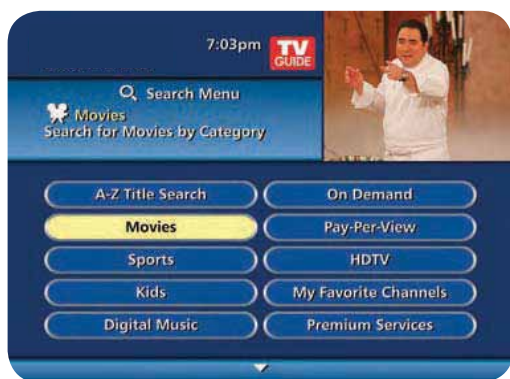 7:03pm
TV
GUIDE
Search Menu
Movies
Search for Movies by Category
A-Z Title Search
On Demand
Movies
Pay-Per-View
Sports
HDTV
Kids
My Favorite Channels
Digital Music
Premium Services